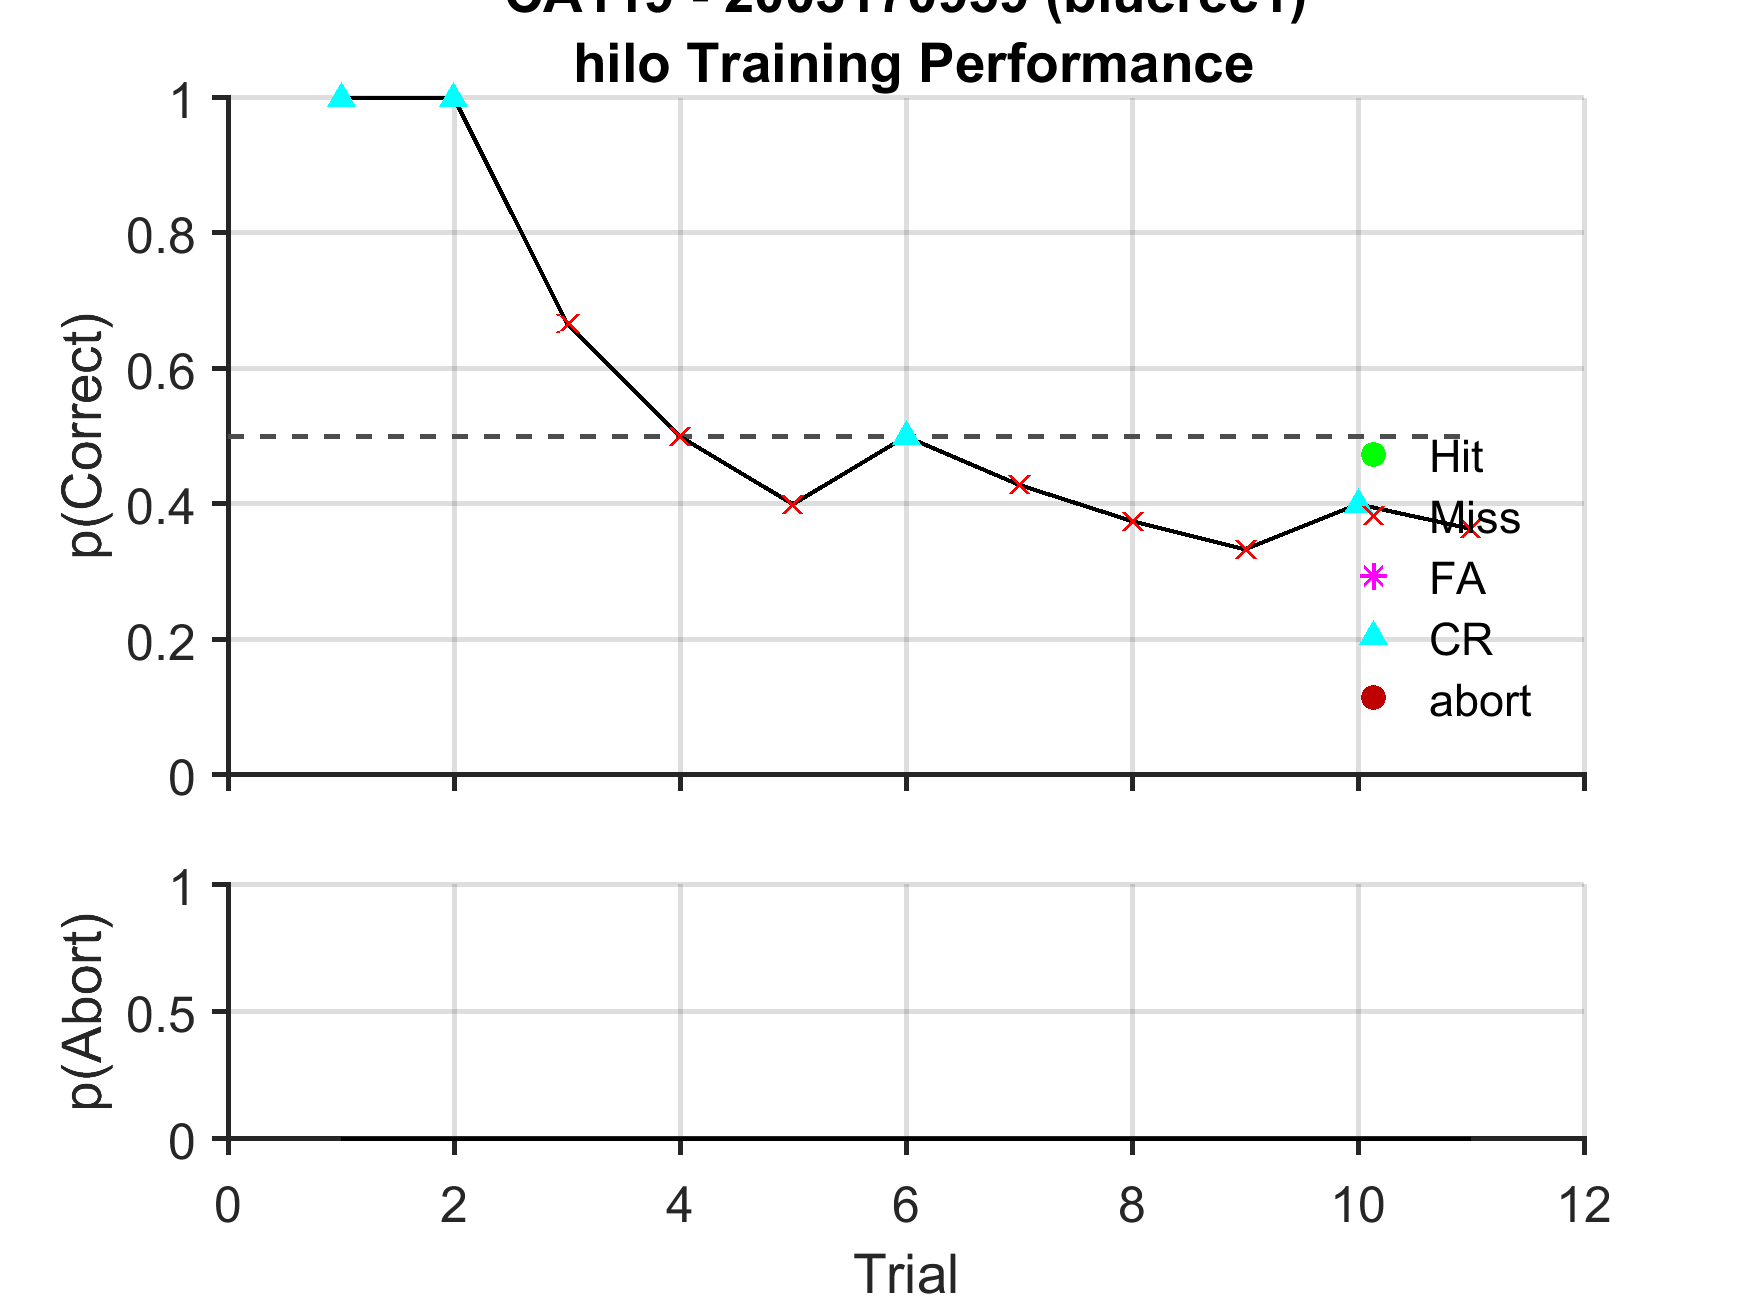 hilo Training Performance
1
0.8
0.6
0.4
0.2
0
p(Correct)
Hit
Miss
FA
CR
abort
1
0.5
0
p(Abort)
0 2 4 6 8 10 12
Trial